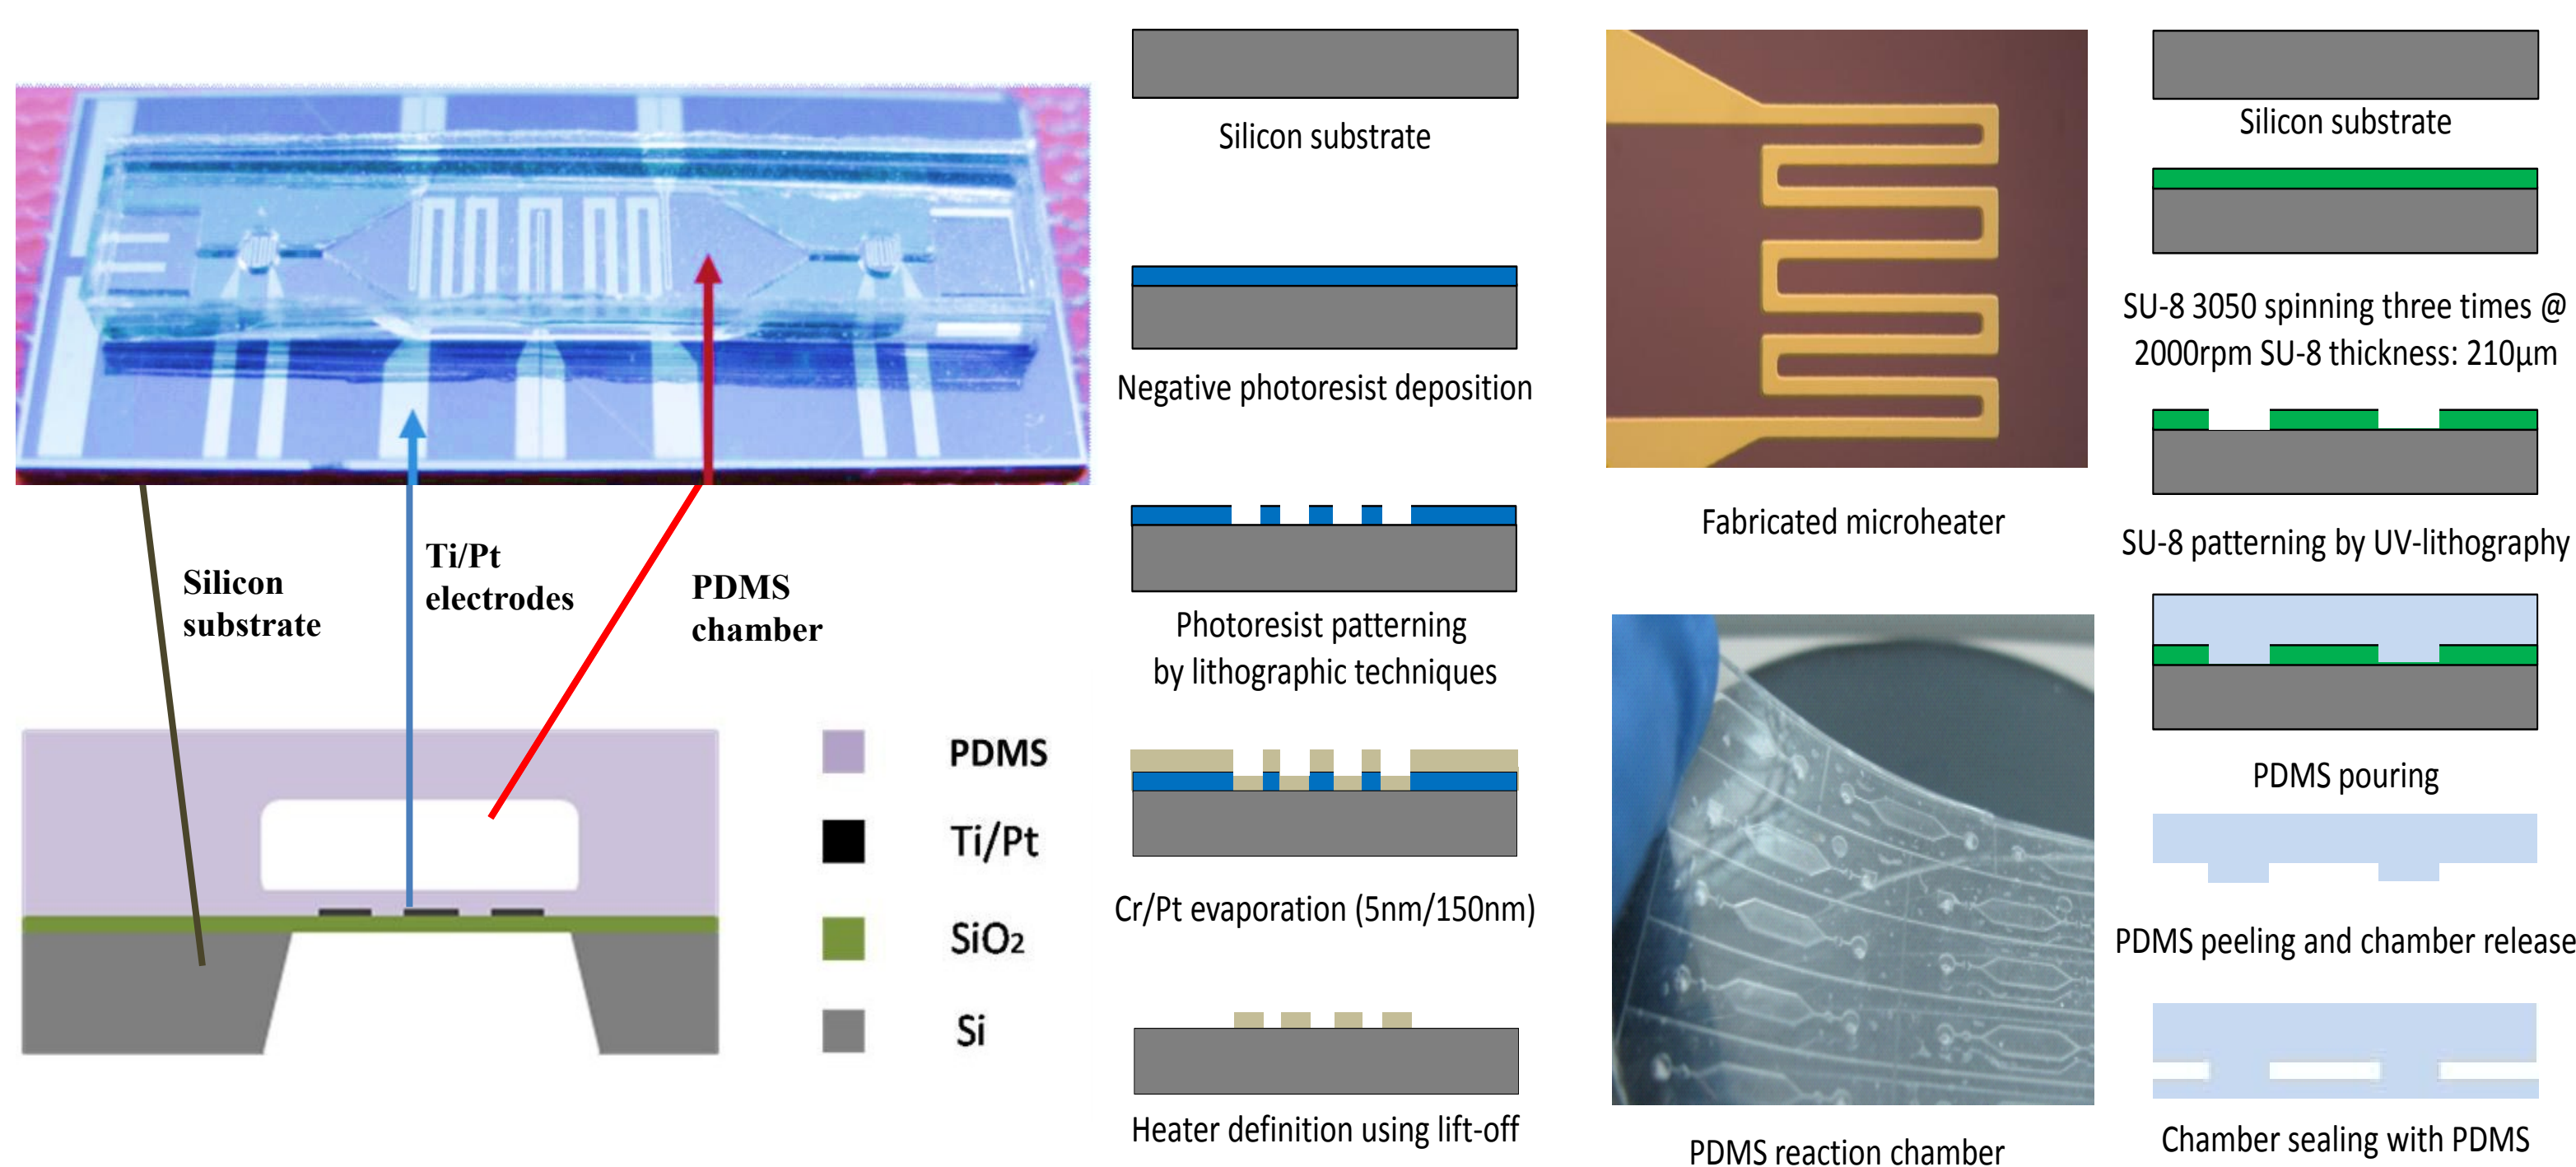 Silicon
substrate
Ti/Pt
electrodes
PDMS
chamber
PDMS
Ti/Pt
SiO2
Si
Silicon substrate
Negative photoresist deposition
Photoresist patterning
by lithographic techniques
Cr/Pt evaporation (5nm/150nm)
Heater definition using lift-off
Fabricated microheater
PDMS reaction chamber
Silicon substrate
SU-8 3050 spinning three times @
2000rpm SU-8 thickness: 210µm
SU-8 patterning by UV-lithography
PDMS pouring
PDMS peeling and chamber release
Chamber sealing with PDMS